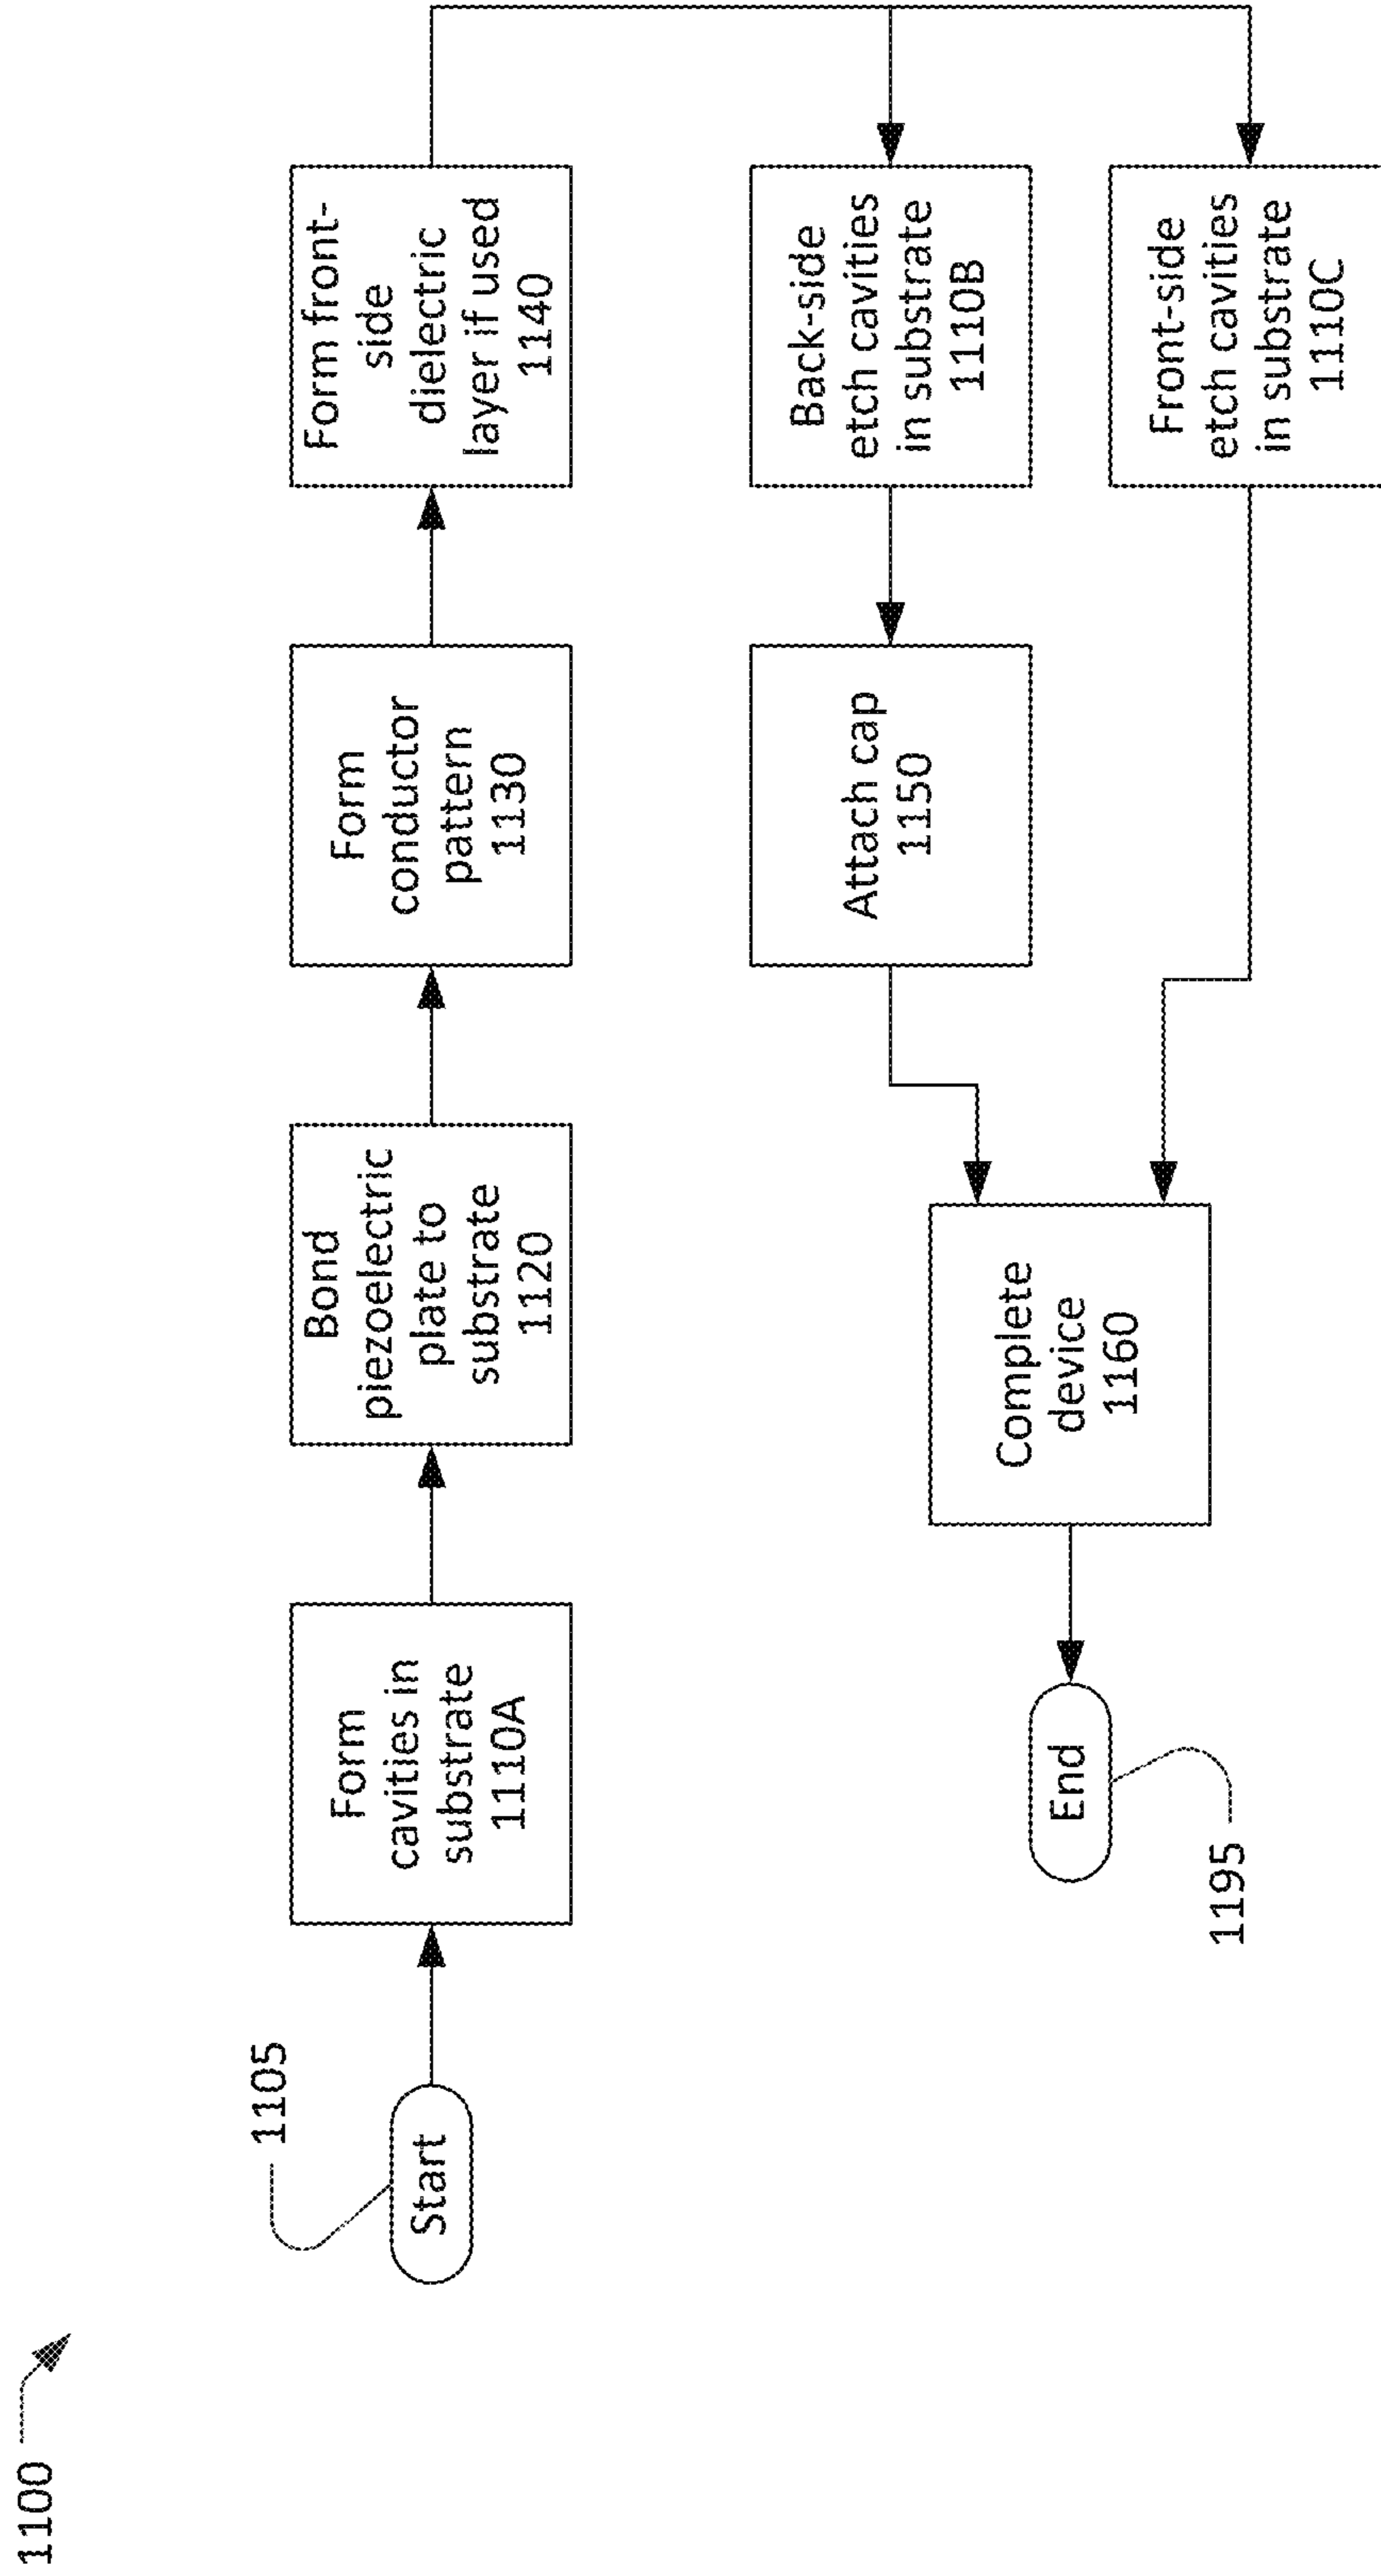 1100
1105
Start
Form
cavities in
substrate
1110A
Bond
piezoelectric
plate to
substrate
1120
Form
conductor
pattern
1130
Form front-
side
dielectric
layer if used
1140
Back-side
etch cavities
in substrate
1110B
Attach cap
1150
Front-side
etch cavities
in substrate
1110C
Complete
device
1160
End
1195